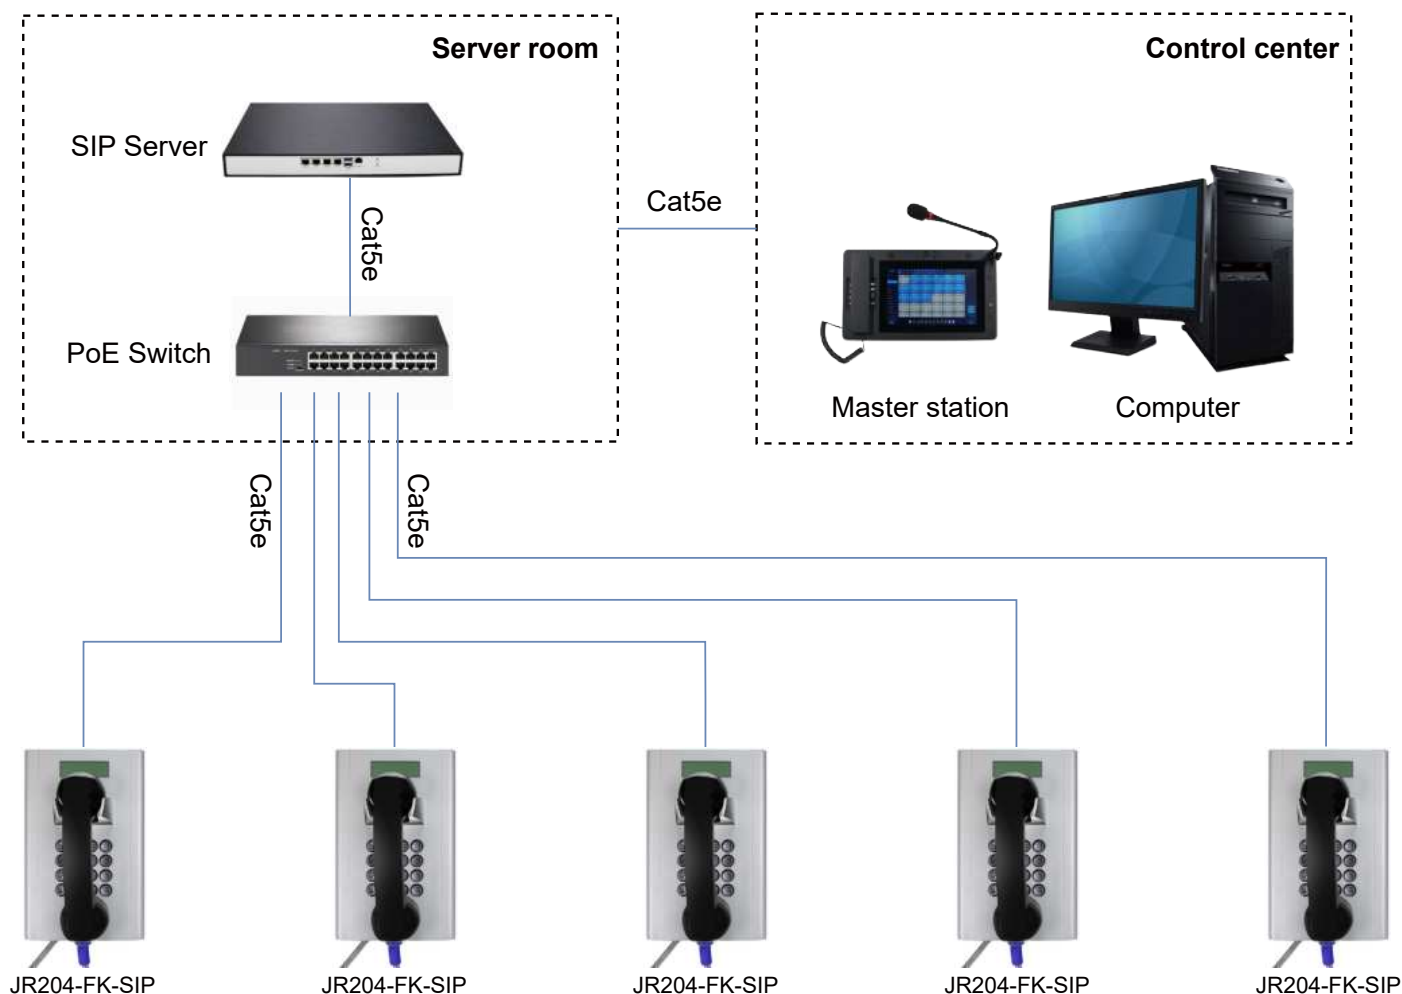 Server room
Control center
SIP Server
Cat5e
Cat5e
PoE Switch
Master station
Computer
Cat5e
Cat5e
JR204-FK-SIP
JR204-FK-SIP
JR204-FK-SIP
JR204-FK-SIP
JR204-FK-SIP